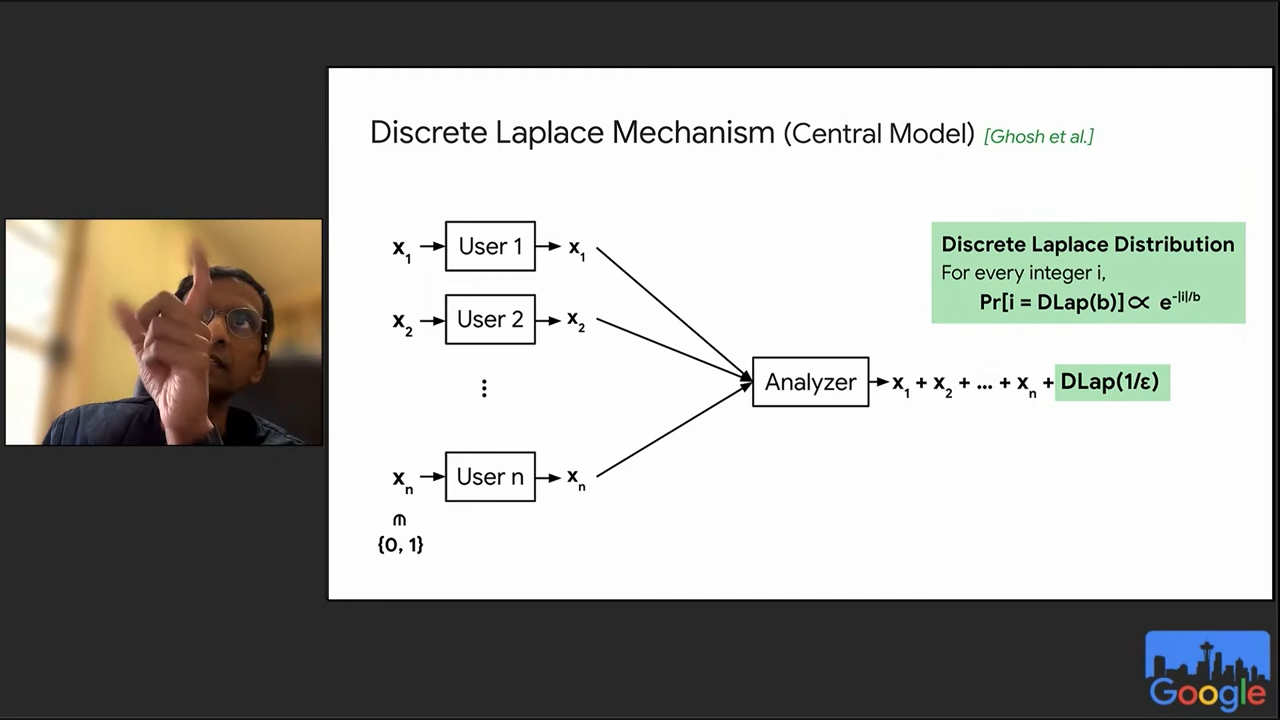 Discrete Laplace Mechanism (Central Model) [Ghosh et al.]
x₁ User 1 x₁
x₂ User 2 x₂
⋮
xₙ User n xₙ
⋒
{0, 1}
Analyzer
x₁ + x₂ + ... + xₙ + DLap(1/ε)
Discrete Laplace Distribution
For every integer i,
Pr[i = DLap(b)] ∝ e^-|i|/b
Google